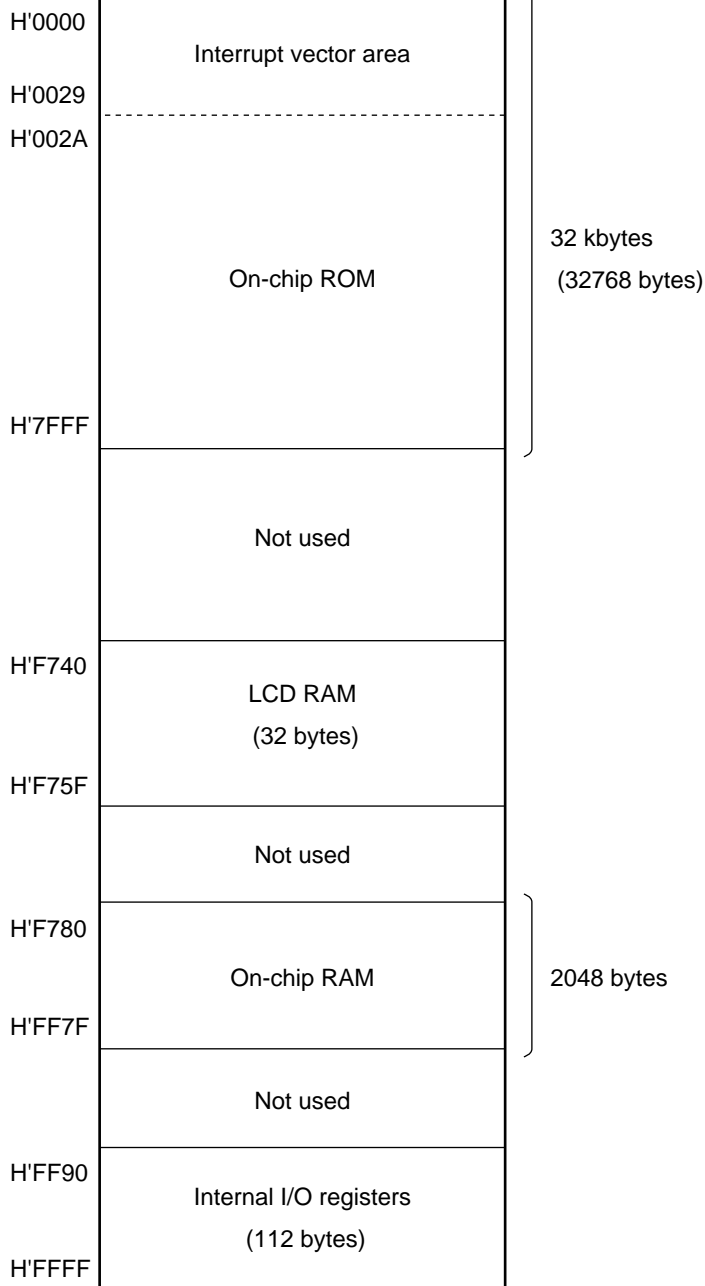 H'0000
Interrupt vector area
H'0029
H'002A
On-chip ROM
32 kbytes
(32768 bytes)
H'7FFF
Not used
H'F740
LCD RAM
(32 bytes)
H'F75F
Not used
H'F780
On-chip RAM
2048 bytes
H'FF7F
Not used
H'FF90
Internal I/O registers
(112 bytes)
H'FFFF